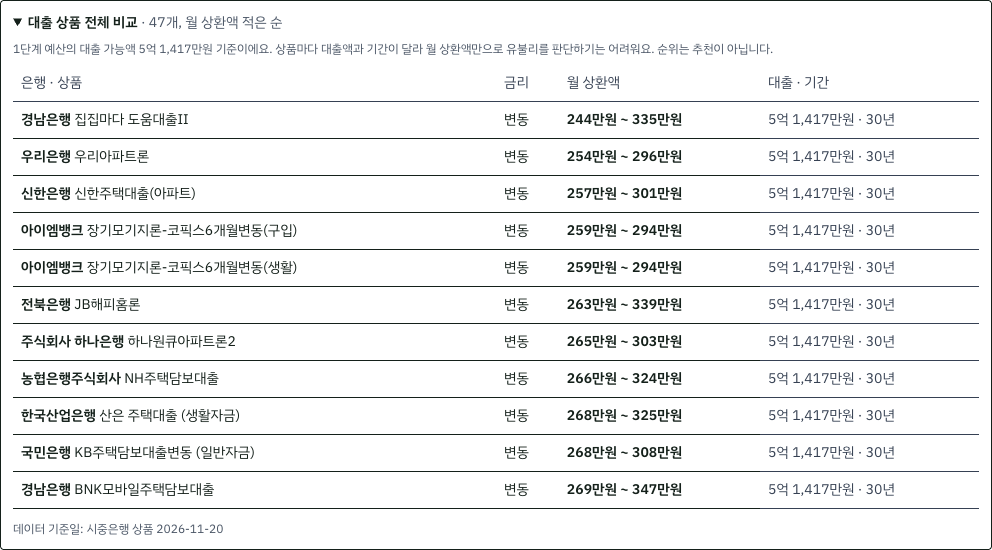 ▼ 대출 상품 전체 비교 · 47개, 월 상환액 적은 순
1단계 예산의 대출 가능액 5억 1,417만원 기준이에요. 상품마다 대출액과 기간이 달라 월 상환액만으로 유불리를 판단하기는 어려워요. 순위는 추천이 아닙니다.
은행 · 상품 금리 월 상환액 대출 · 기간
경남은행 집집마다 도움대출II 변동 244만원 ~ 335만원 5억 1,417만원 · 30년
우리은행 우리아파트론 변동 254만원 ~ 296만원 5억 1,417만원 · 30년
신한은행 신한주택대출(아파트) 변동 257만원 ~ 301만원 5억 1,417만원 · 30년
아이엠뱅크 장기모기지론-코픽스6개월변동(구입) 변동 259만원 ~ 294만원 5억 1,417만원 · 30년
아이엠뱅크 장기모기지론-코픽스6개월변동(생활) 변동 259만원 ~ 294만원 5억 1,417만원 · 30년
전북은행 JB해피홈론 변동 263만원 ~ 339만원 5억 1,417만원 · 30년
주식회사 하나은행 하나원큐아파트론2 변동 265만원 ~ 303만원 5억 1,417만원 · 30년
농협은행주식회사 NH주택담보대출 변동 266만원 ~ 324만원 5억 1,417만원 · 30년
한국산업은행 산은 주택대출 (생활자금) 변동 268만원 ~ 325만원 5억 1,417만원 · 30년
국민은행 KB주택담보대출변동 (일반자금) 변동 268만원 ~ 308만원 5억 1,417만원 · 30년
경남은행 BNK모바일주택담보대출 변동 269만원 ~ 347만원 5억 1,417만원 · 30년
데이터 기준일: 시중은행 상품 2026-11-20